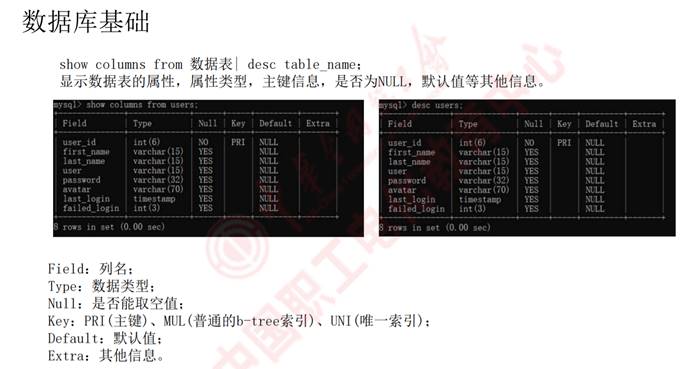 数据库基础
show columns from 数据表| desc table_name;
显示数据表的属性，属性类型，主键信息，是否为NULL，默认值等其他信息。
mysql> show columns from users;
Field | Type | Null | Key | Default | Extra
user_id | int(6) | NO | PRI | NULL |
first_name | varchar(15) | YES | | NULL |
last_name | varchar(15) | YES | | NULL |
user | varchar(15) | YES | | NULL |
password | varchar(32) | YES | | NULL |
avatar | varchar(70) | YES | | NULL |
last_login | timestamp | YES | | NULL |
failed_login | int(3) | YES | | NULL |
8 rows in set (0.00 sec)
mysql> desc users;
Field | Type | Null | Key | Default | Extra
user_id | int(6) | NO | PRI | NULL |
first_name | varchar(15) | YES | | NULL |
last_name | varchar(15) | YES | | NULL |
user | varchar(15) | YES | | NULL |
password | varchar(32) | YES | | NULL |
avatar | varchar(70) | YES | | NULL |
last_login | timestamp | YES | | NULL |
failed_login | int(3) | YES | | NULL |
8 rows in set (0.00 sec)
Field：列名；
Type：数据类型；
Null：是否能取空值；
Key：PRI(主键)、MUL(普通的b-tree索引)、UNI(唯一索引)；
Default：默认值；
Extra：其他信息。
中国职工电
中心